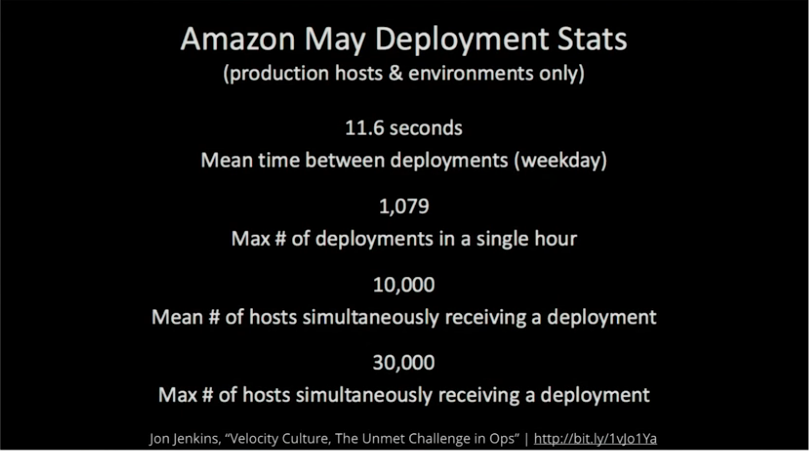 Amazon May Deployment Stats
(production hosts & environments only)
11.6 seconds
Mean time between deployments (weekday)
1,079
Max # of deployments in a single hour
10,000
Mean # of hosts simultaneously receiving a deployment
30,000
Max # of hosts simultaneously receiving a deployment
Jon Jenkins, “Velocity Culture, The Unmet Challenge in Ops” | http://bit.ly/1vJo1Ya